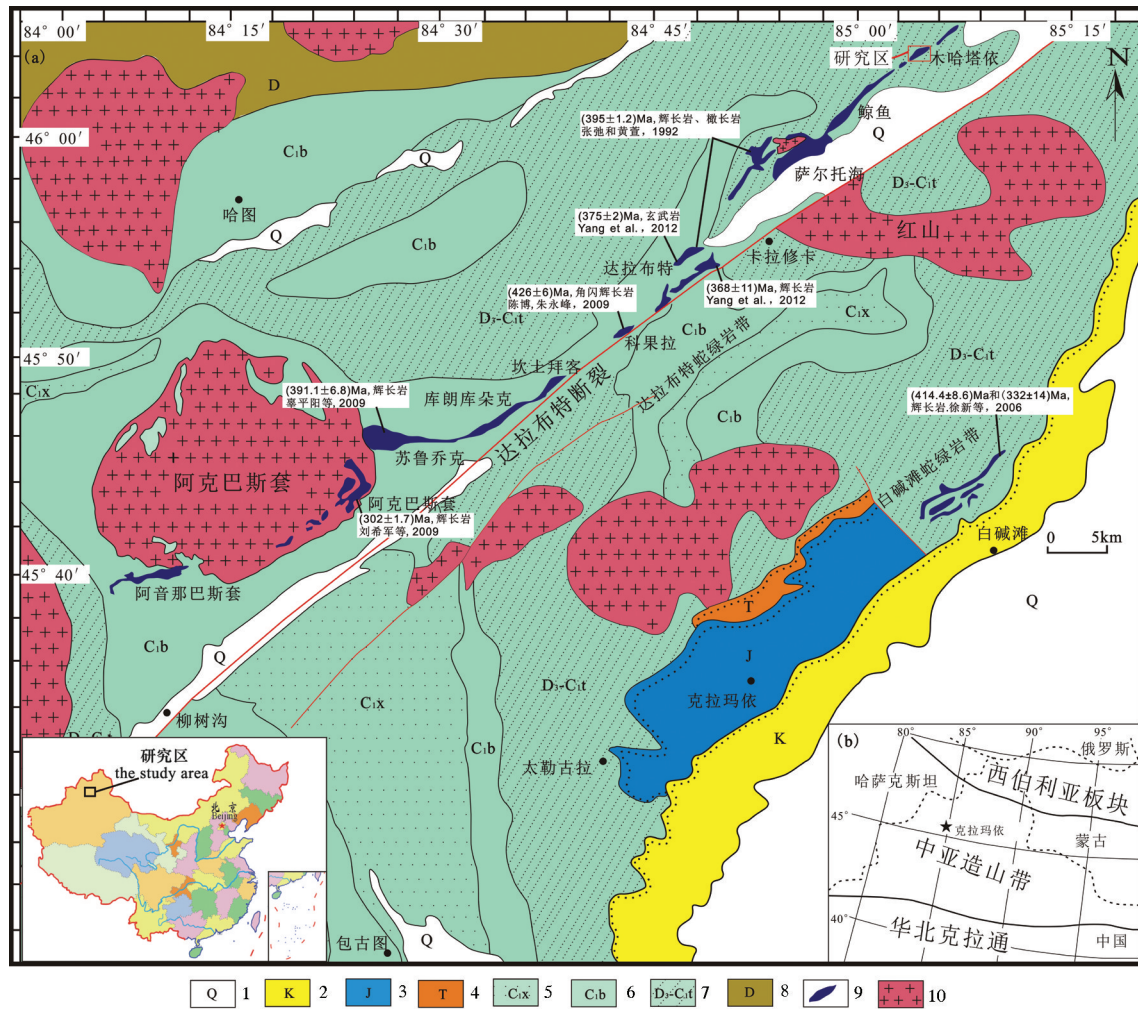 84° 00′
84° 15′
84° 30′
84° 45′
85° 00′
85° 15′
(a)
研究区
木哈塔依
N
D
(395±1.2)Ma, 辉长岩、橄长岩
张弛和黄萱, 1992
鲸鱼
Q
46° 00′
C₁b
Q
萨尔托海
D₃-C₁t
哈图
Q
C₁b
(375±2)Ma, 玄武岩
Yang et al., 2012
红山
卡拉修卡
达拉布特
(368±11)Ma, 辉长岩
Yang et al., 2012
(426±6)Ma, 角闪辉长岩
陈博, 朱永峰, 2009
D₃-C₁t
C₁b
C₁x
科果拉
D₃-C₁t
45° 50′
坎土拜客
达拉布特蛇绿岩带
C₁x
(391.1±6.8)Ma, 辉长岩
辜平阳等, 2009
库朗库朵克
达拉布特断裂
C₁b
(414.4±8.6)Ma和(332±14)Ma,
辉长岩.徐新等, 2006
苏鲁乔克
白碱滩蛇绿岩带
阿克巴斯套
阿克巴斯套
(302±1.7)Ma, 辉长岩
刘希军等, 2009
白碱滩
0 5km
45° 40′
阿音那巴斯套
Q
T
C₁b
Q
J
D₃-C₁t
C₁x
克拉玛依
柳树沟
C₁b
K
D₃-C₁t
太勒古拉
研究区
the study area
北京
Beijing
(b)
80°
85°
90°
95°
俄罗斯
哈萨克斯坦
西伯利亚板块
45°
克拉玛依
蒙古
中亚造山带
40°
华北克拉通
中国
包古图
Q
Q 1 K 2 J 3 T 4 C₁x 5 C₁b 6 D₃-C₁t 7 D 8 9 10